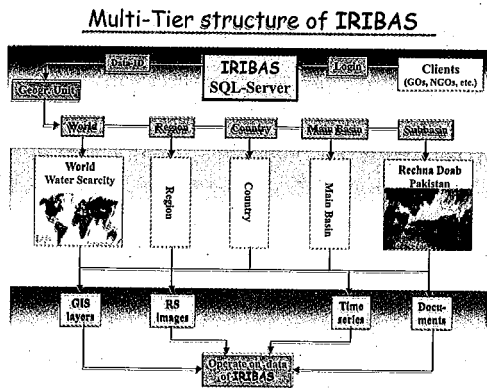 Multi-Tier structure of IRIBAS
Data-ID
IRIBAS
SQL-Server
Login
Clients
(GOs, NGOs, etc.)
Geogr. Unit
World
Region
Country
Main Basin
Subbasin
World
Water Scarcity
Region
Country
Main Basin
Rechna Doab
Pakistan
GIS
layers
RS
images
Time
series
Docu-
ments
Operate on data
of IRIBAS